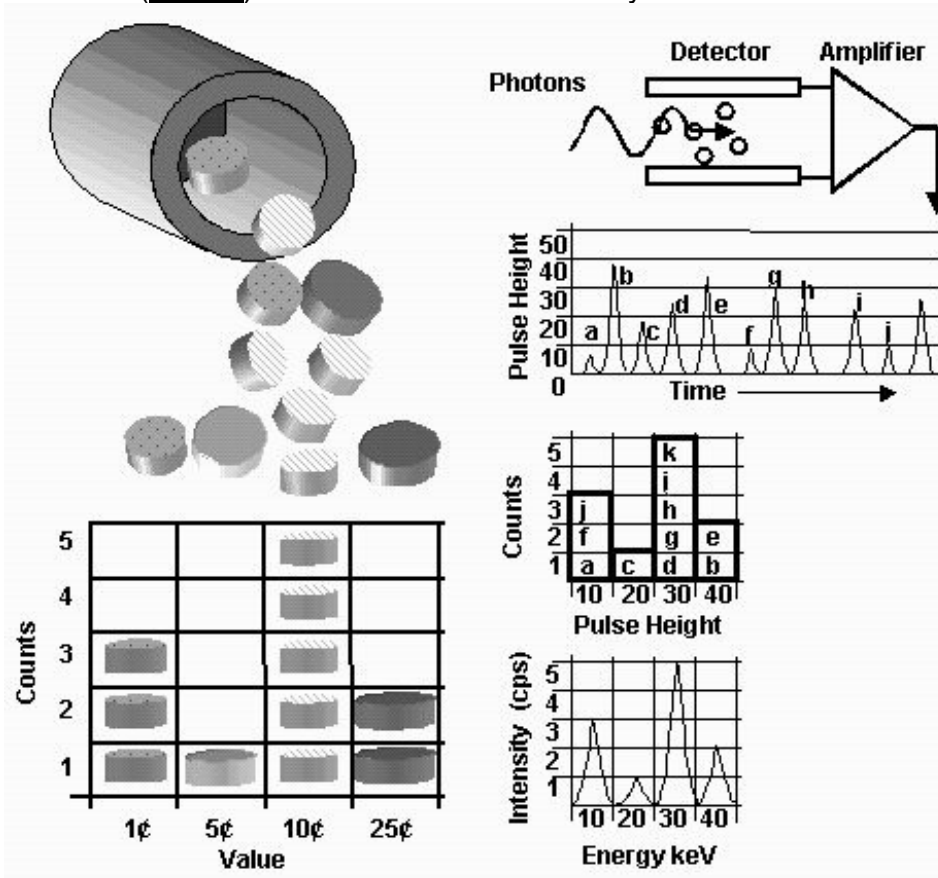 Detector Amplifier
Photons
Pulse Height
50
40
30
20
10
0
a b c d e f g h i j
Time
Counts
5
4
3
2
1
k
i
j h
f g e
a c d b
10 20 30 40
Pulse Height
Counts
5
4
3
2
1
1¢ 5¢ 10¢ 25¢
Value
Intensity (cps)
5
4
3
2
1
10 20 30 40
Energy keV